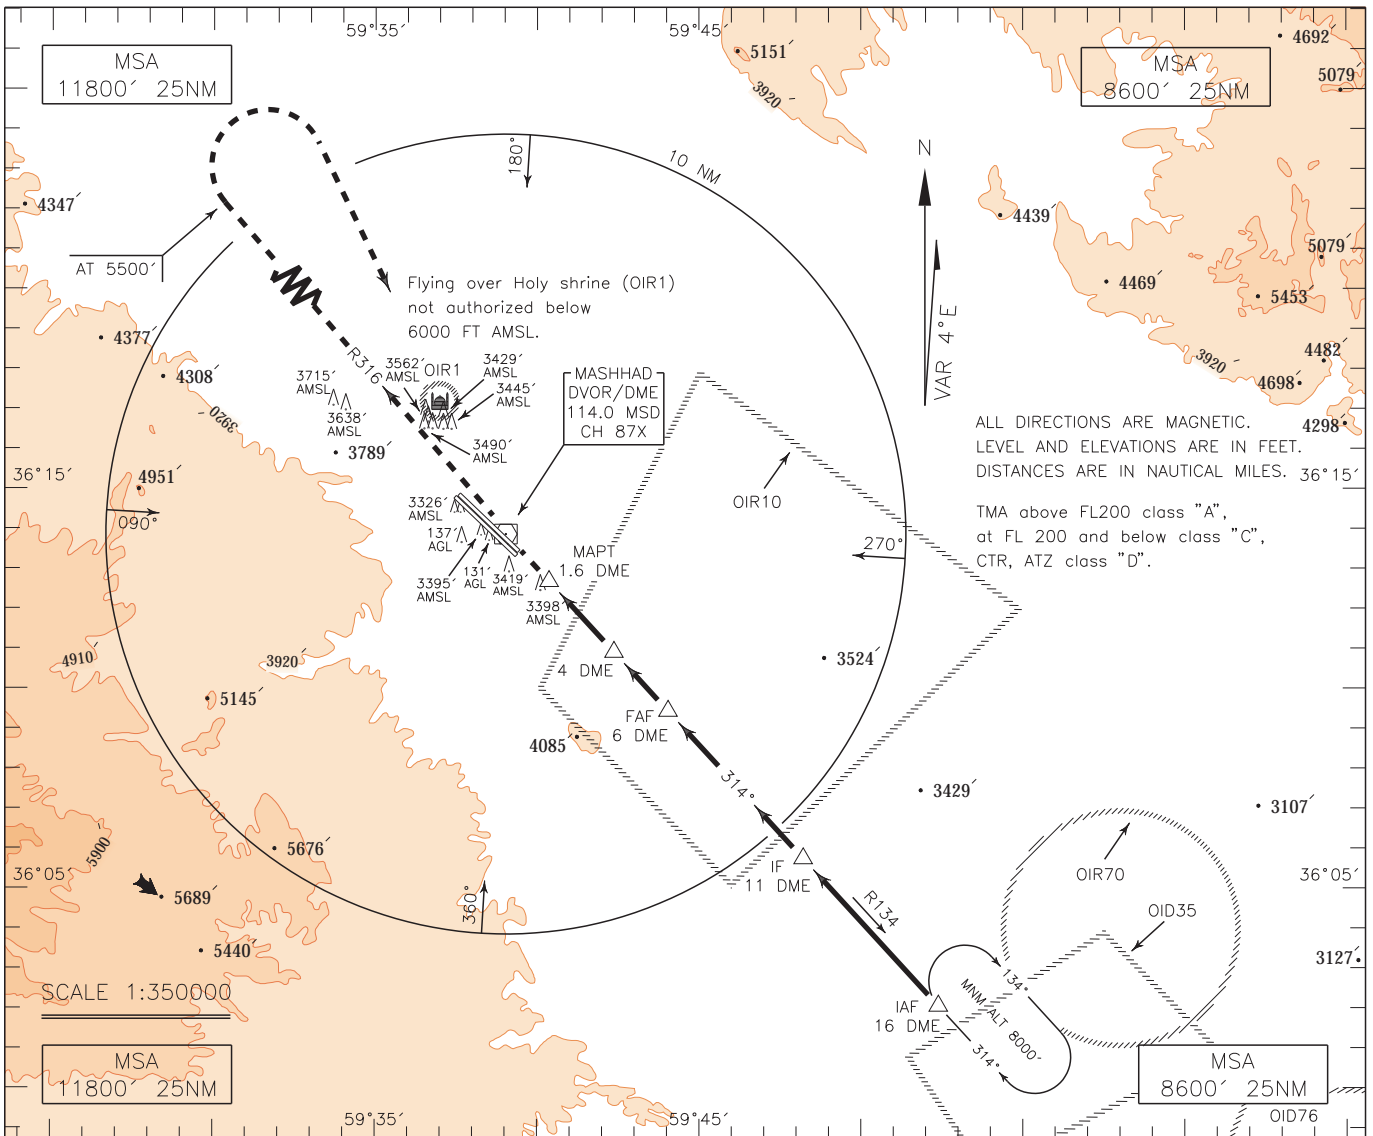 59°35′
59°45′
MSA
11800′ 25NM
MSA
8600′ 25NM
5151′
3920
4692′
5079′
10 NM
180°
N
VAR 4°E
4347′
4439′
5079′
4469′
5453′
AT 5500′
Flying over Holy shrine (OIR1)
not authorized below
6000 FT AMSL.
4377′
4308′
3920
R316
3562′
AMSL
OIR1
3429′
AMSL
3445′
AMSL
3715′
AMSL
3638′
AMSL
3490′
AMSL
3789′
MASHHAD
DVOR/DME
114.0 MSD
CH 87X
3920
4482′
4698′
4298′
ALL DIRECTIONS ARE MAGNETIC.
LEVEL AND ELEVATIONS ARE IN FEET.
DISTANCES ARE IN NAUTICAL MILES.
36°15′
36°15′
4951′
OIR10
TMA above FL200 class "A",
at FL 200 and below class "C",
CTR, ATZ class "D".
090°
270°
3326′
AMSL
137′
AGL
3395′
AMSL
131′
AGL
3419′
AMSL
3398′
AMSL
MAPT
1.6 DME
4910
3920
5145′
4 DME
3524′
FAF
6 DME
4085′
314°
3429′
3107′
5900
5676′
36°05′
36°05′
5689′
IF
11 DME
360°
R134
OIR70
OID35
5440′
3127′
SCALE 1:350000
IAF
16 DME
134°
MNM ALT 8000′
314°
MSA
11800′ 25NM
MSA
8600′ 25NM
59°35′
59°45′
OID76